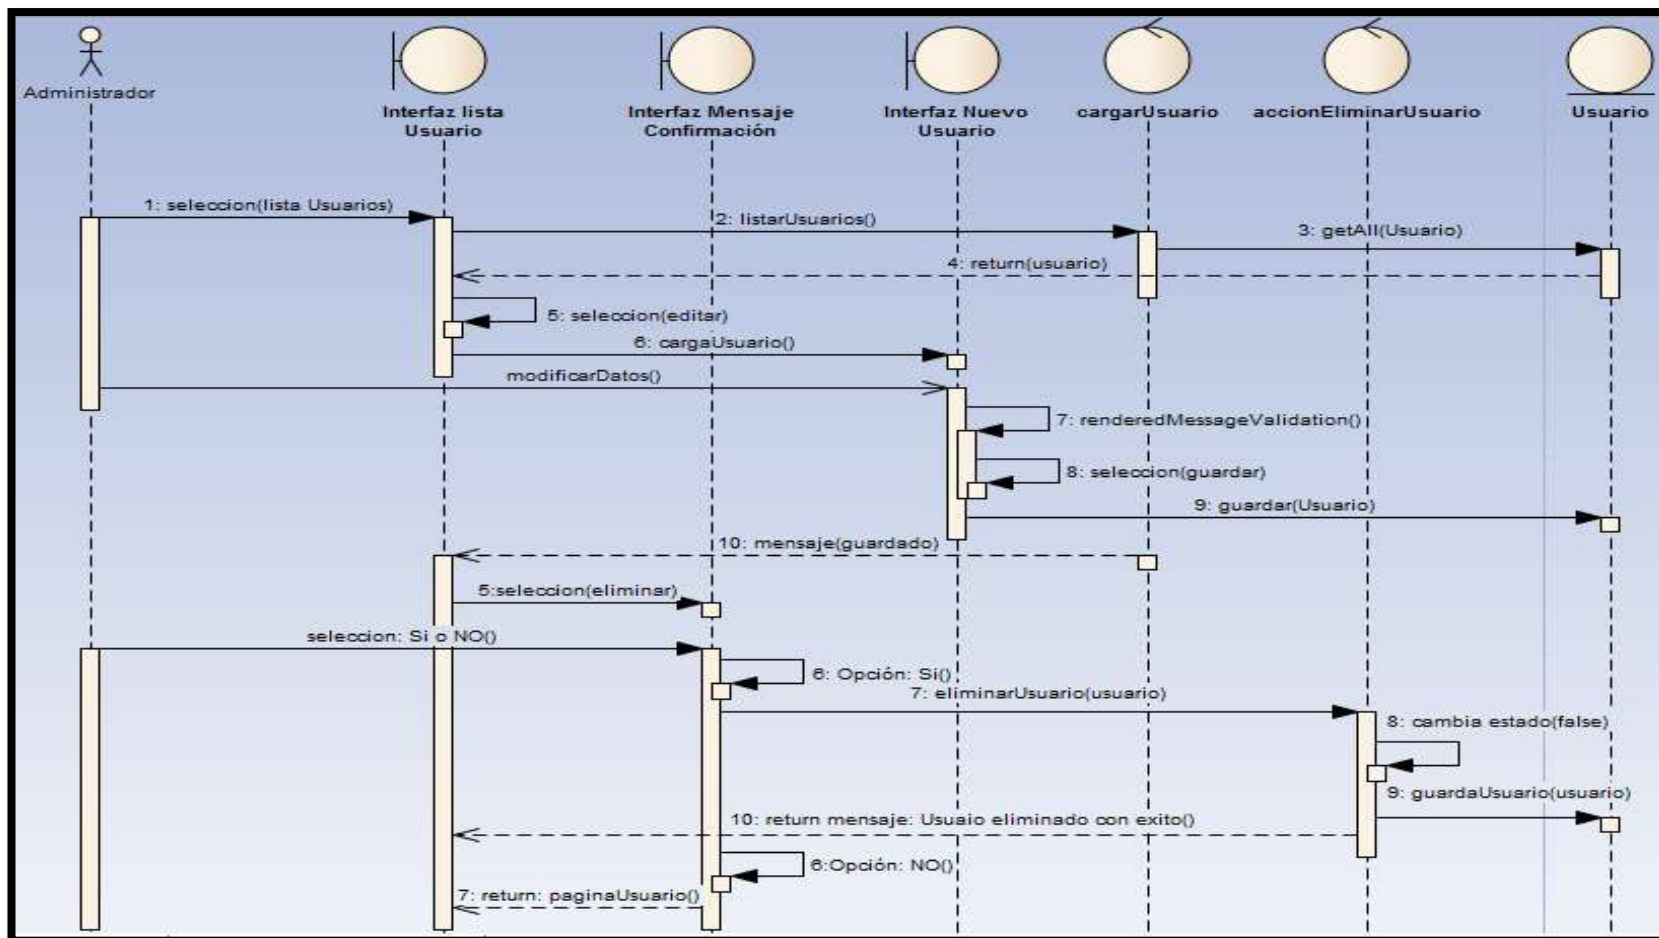 Administrador
Interfaz lista
Usuario
Interfaz Mensaje
Confirmación
Interfaz Nuevo
Usuario
cargarUsuario
accionEliminarUsuario
Usuario
1: seleccion(lista Usuarios)
2: listarUsuarios()
3: getAll(Usuario)
4: return(usuario)
5: seleccion(editar)
6: cargaUsuario()
modificarDatos()
7: renderedMessageValidation()
8: seleccion(guardar)
9: guardar(Usuario)
10: mensaje(guardado)
5:seleccion(eliminar)
seleccion: Si o NO()
6: Opción: Si()
7: eliminarUsuario(usuario)
8: cambia estado(false)
9: guardaUsuario(usuario)
10: return mensaje: Usuaio eliminado con exito()
6:Opción: NO()
7: return: paginaUsuario()